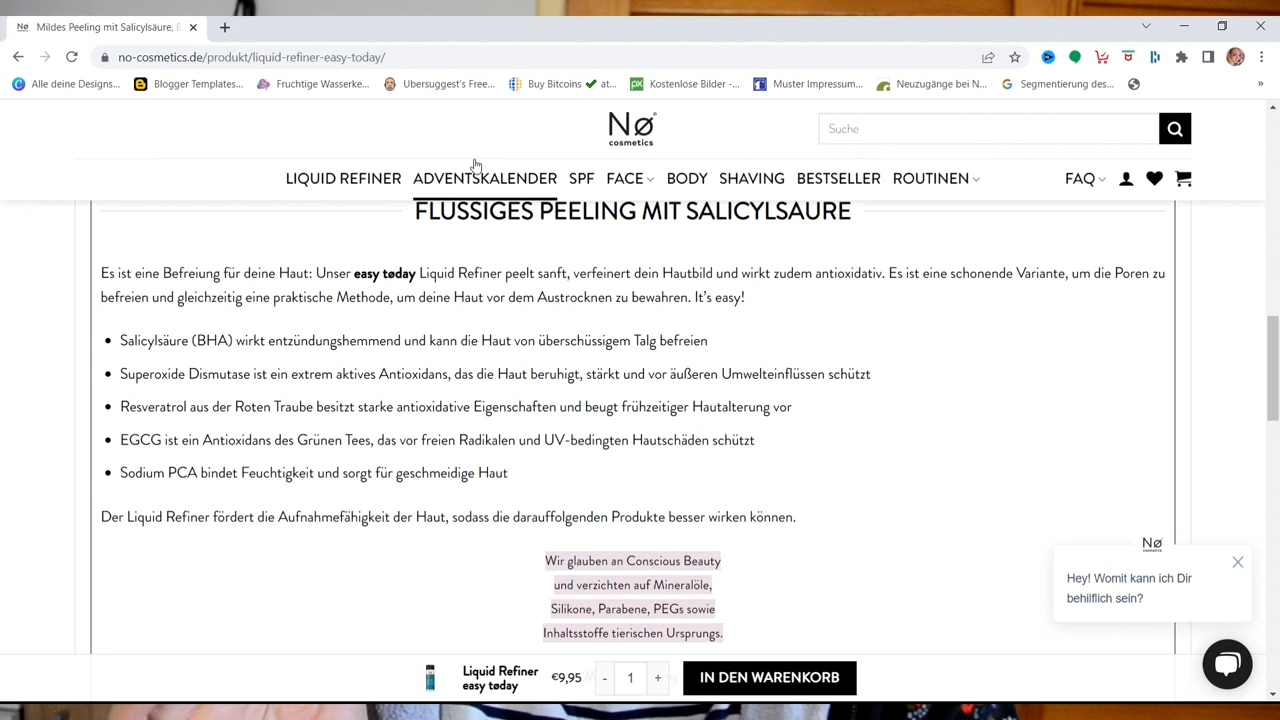 Nø Mildes Peeling mit Salicylsäure, B
no-cosmetics.de/produkt/liquid-refiner-easy-today/
Alle deine Designs... Blogger Templates... Fruchtige Wasserke... Ubersuggest's Free... Buy Bitcoins ✔ at... px Kostenlose Bilder -... Muster Impressum... Neuzugänge bei N... G Segmentierung des...
Nø
cosmetics
Suche
LIQUID REFINER ADVENTSKALENDER SPF FACE BODY SHAVING BESTSELLER ROUTINEN FAQ
FLÜSSIGES PEELING MIT SALICYLSÄURE
Es ist eine Befreiung für deine Haut: Unser easy tøday Liquid Refiner peelt sanft, verfeinert dein Hautbild und wirkt zudem antioxidativ. Es ist eine schonende Variante, um die Poren zu
befreien und gleichzeitig eine praktische Methode, um deine Haut vor dem Austrocknen zu bewahren. It's easy!
• Salicylsäure (BHA) wirkt entzündungshemmend und kann die Haut von überschüssigem Talg befreien
• Superoxide Dismutase ist ein extrem aktives Antioxidans, das die Haut beruhigt, stärkt und vor äußeren Umwelteinflüssen schützt
• Resveratrol aus der Roten Traube besitzt starke antioxidative Eigenschaften und beugt frühzeitiger Hautalterung vor
• EGCG ist ein Antioxidans des Grünen Tees, das vor freien Radikalen und UV-bedingten Hautschäden schützt
• Sodium PCA bindet Feuchtigkeit und sorgt für geschmeidige Haut
Der Liquid Refiner fördert die Aufnahmefähigkeit der Haut, sodass die darauffolgenden Produkte besser wirken können.
Wir glauben an Conscious Beauty
und verzichten auf Mineralöle,
Silikone, Parabene, PEGs sowie
Inhaltsstoffe tierischen Ursprungs.
Nø
cosmetics
Hey! Womit kann ich Dir
behilflich sein?
Liquid Refiner
easy tøday
€9,95 - 1 + IN DEN WARENKORB